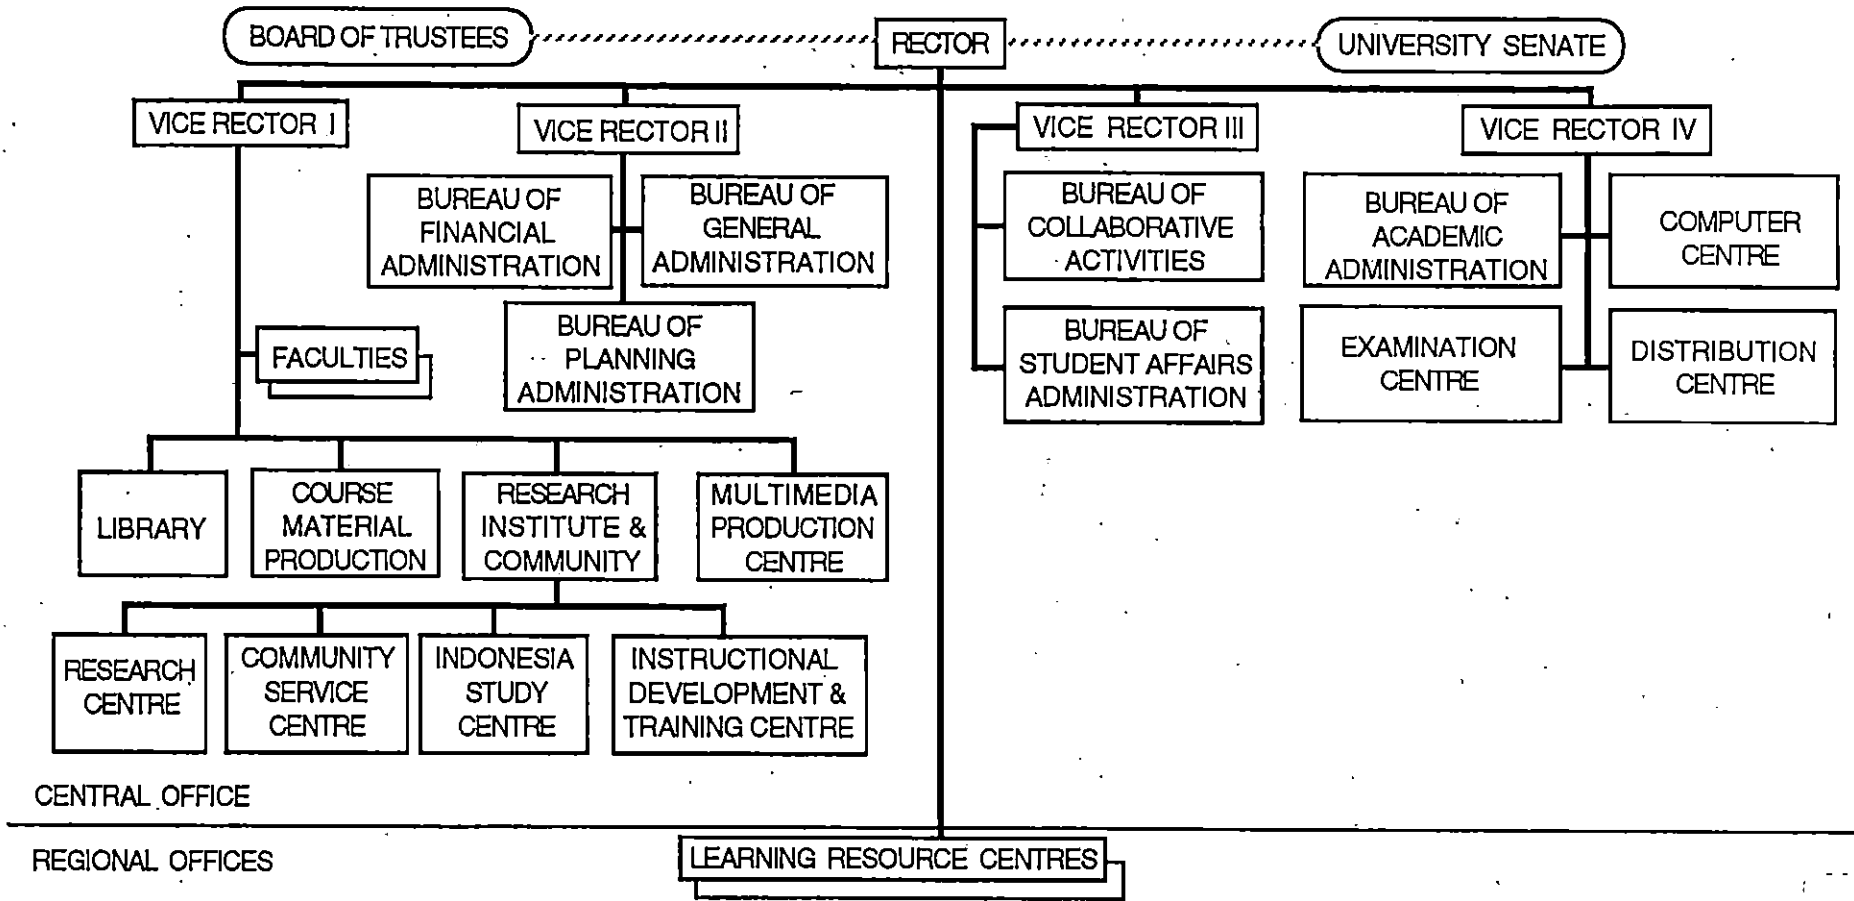 BOARD OF TRUSTEES
RECTOR
UNIVERSITY SENATE
VICE RECTOR I
VICE RECTOR II
VICE RECTOR III
VICE RECTOR IV
BUREAU OF
FINANCIAL
ADMINISTRATION
BUREAU OF
GENERAL
ADMINISTRATION
BUREAU OF
COLLABORATIVE
ACTIVITIES
BUREAU OF
ACADEMIC
ADMINISTRATION
COMPUTER
CENTRE
FACULTIES
BUREAU OF
PLANNING
ADMINISTRATION
BUREAU OF
STUDENT AFFAIRS
ADMINISTRATION
EXAMINATION
CENTRE
DISTRIBUTION
CENTRE
LIBRARY
COURSE
MATERIAL
PRODUCTION
RESEARCH
INSTITUTE &
COMMUNITY
MULTIMEDIA
PRODUCTION
CENTRE
RESEARCH
CENTRE
COMMUNITY
SERVICE
CENTRE
INDONESIA
STUDY
CENTRE
INSTRUCTIONAL
DEVELOPMENT &
TRAINING CENTRE
CENTRAL OFFICE
REGIONAL OFFICES
LEARNING RESOURCE CENTRES